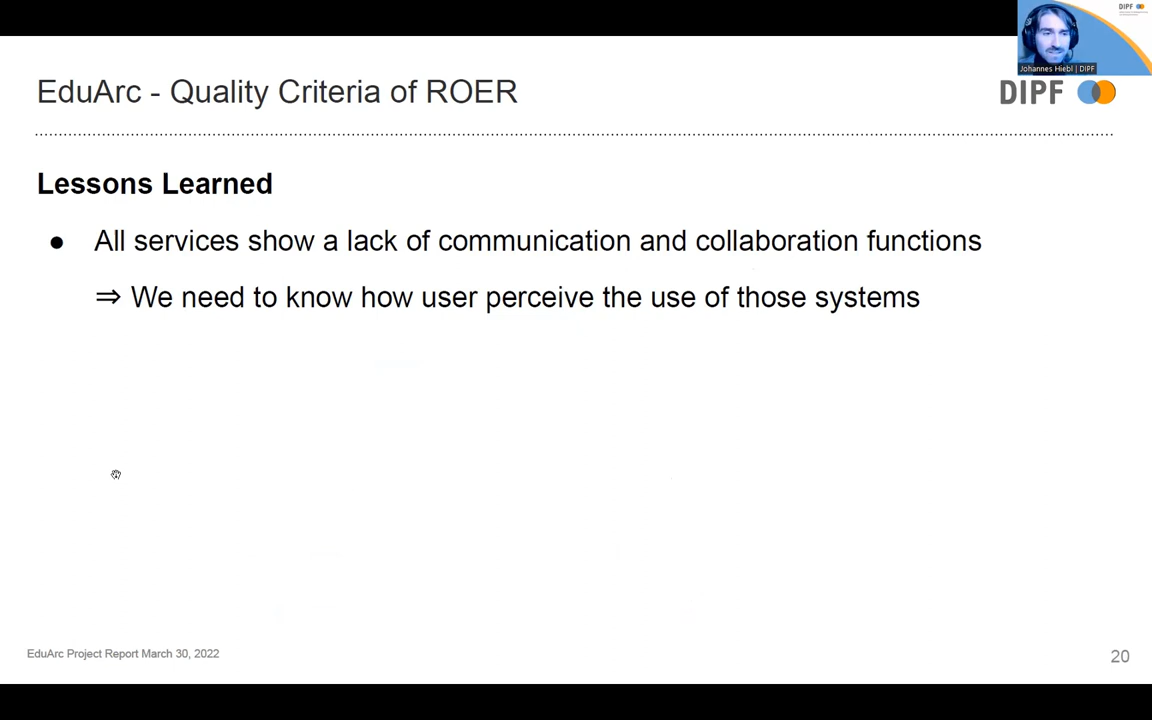 DIPF
Johannes Hiebl | DIPF
EduArc - Quality Criteria of ROER
DIPF
Lessons Learned
● All services show a lack of communication and collaboration functions
⇒ We need to know how user perceive the use of those systems
EduArc Project Report March 30, 2022
20